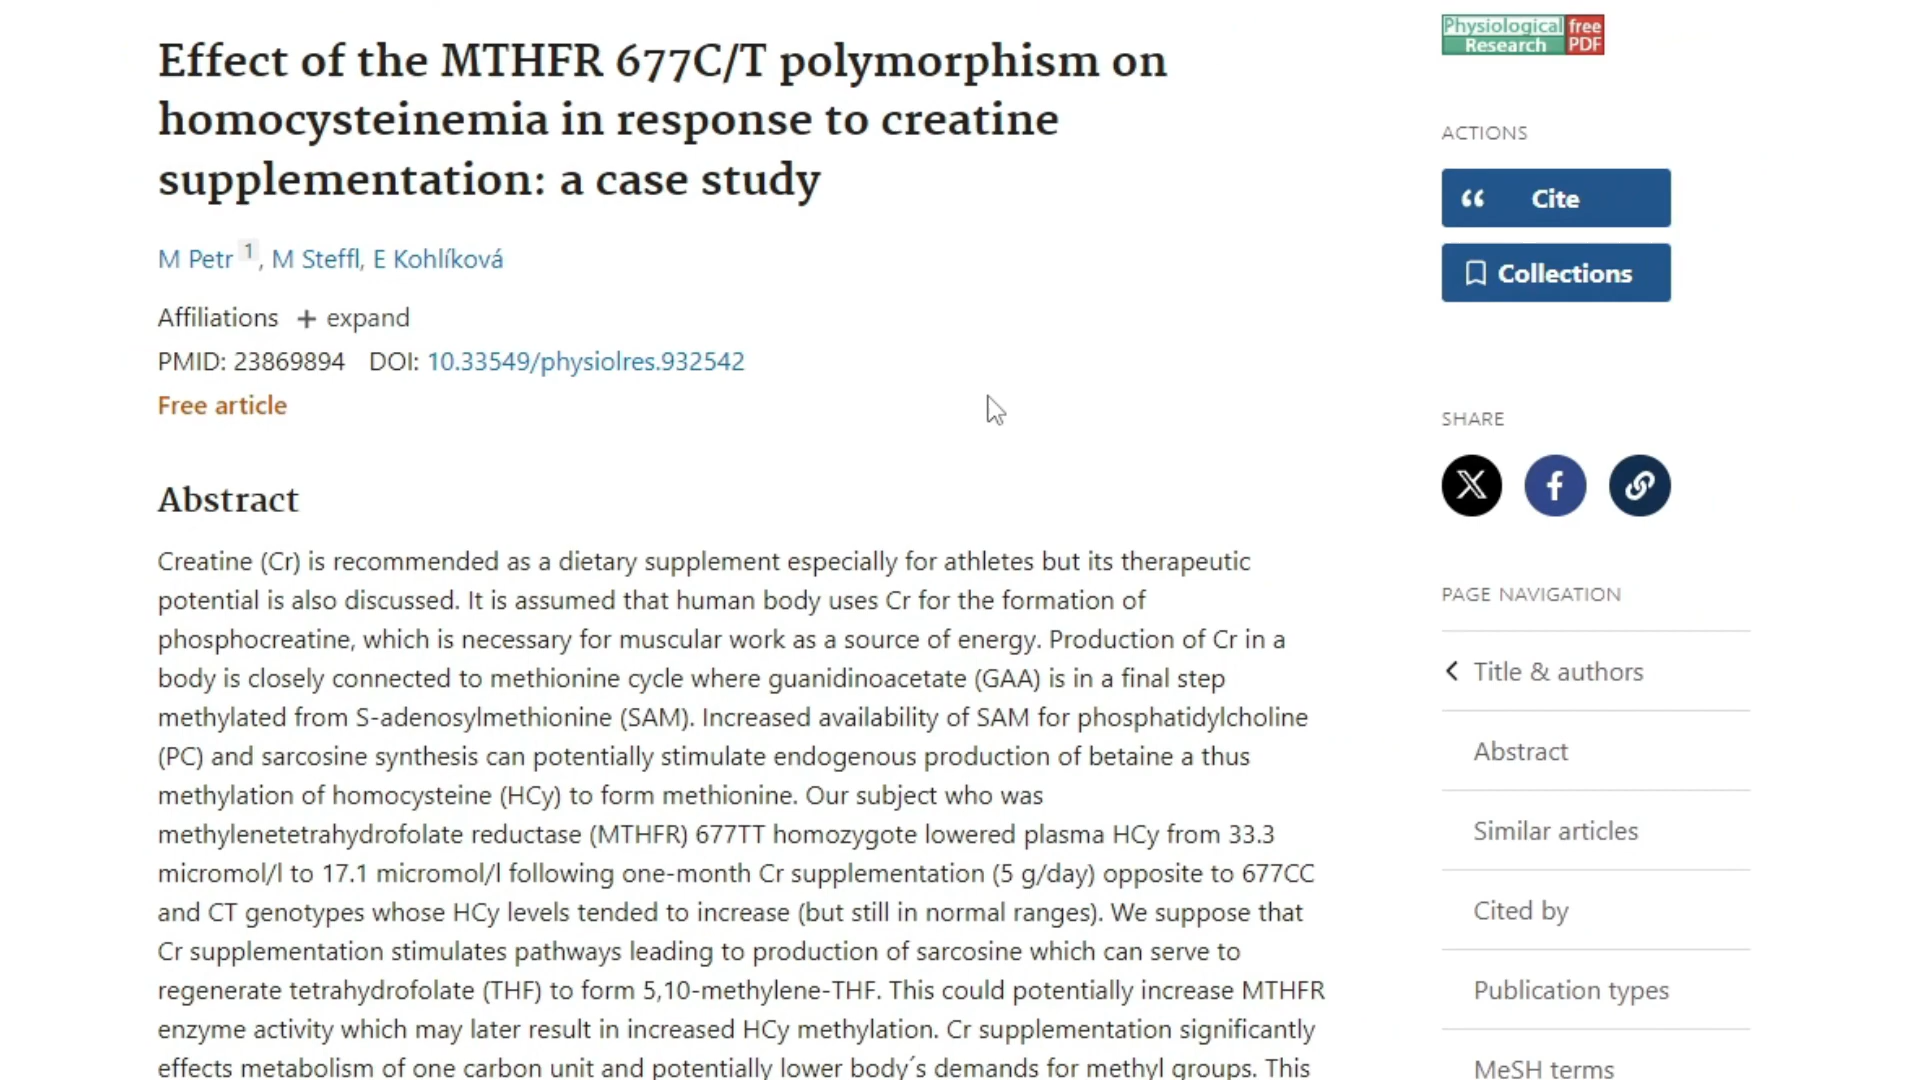 Effect of the MTHFR 677C/T polymorphism on
homocysteinemia in response to creatine
supplementation: a case study
M Petr 1, M Steffl, E Kohlíková
Affiliations + expand
PMID: 23869894 DOI: 10.33549/physiolres.932542
Free article
Abstract
Creatine (Cr) is recommended as a dietary supplement especially for athletes but its therapeutic
potential is also discussed. It is assumed that human body uses Cr for the formation of
phosphocreatine, which is necessary for muscular work as a source of energy. Production of Cr in a
body is closely connected to methionine cycle where guanidinoacetate (GAA) is in a final step
methylated from S-adenosylmethionine (SAM). Increased availability of SAM for phosphatidylcholine
(PC) and sarcosine synthesis can potentially stimulate endogenous production of betaine a thus
methylation of homocysteine (HCy) to form methionine. Our subject who was
methylenetetrahydrofolate reductase (MTHFR) 677TT homozygote lowered plasma HCy from 33.3
micromol/l to 17.1 micromol/l following one-month Cr supplementation (5 g/day) opposite to 677CC
and CT genotypes whose HCy levels tended to increase (but still in normal ranges). We suppose that
Cr supplementation stimulates pathways leading to production of sarcosine which can serve to
regenerate tetrahydrofolate (THF) to form 5,10-methylene-THF. This could potentially increase MTHFR
enzyme activity which may later result in increased HCy methylation. Cr supplementation significantly
effects metabolism of one carbon unit and potentially lower body´s demands for methyl groups. This
Physiological
Research
free
PDF
ACTIONS
Cite
Collections
SHARE
PAGE NAVIGATION
Title & authors
Abstract
Similar articles
Cited by
Publication types
MeSH terms